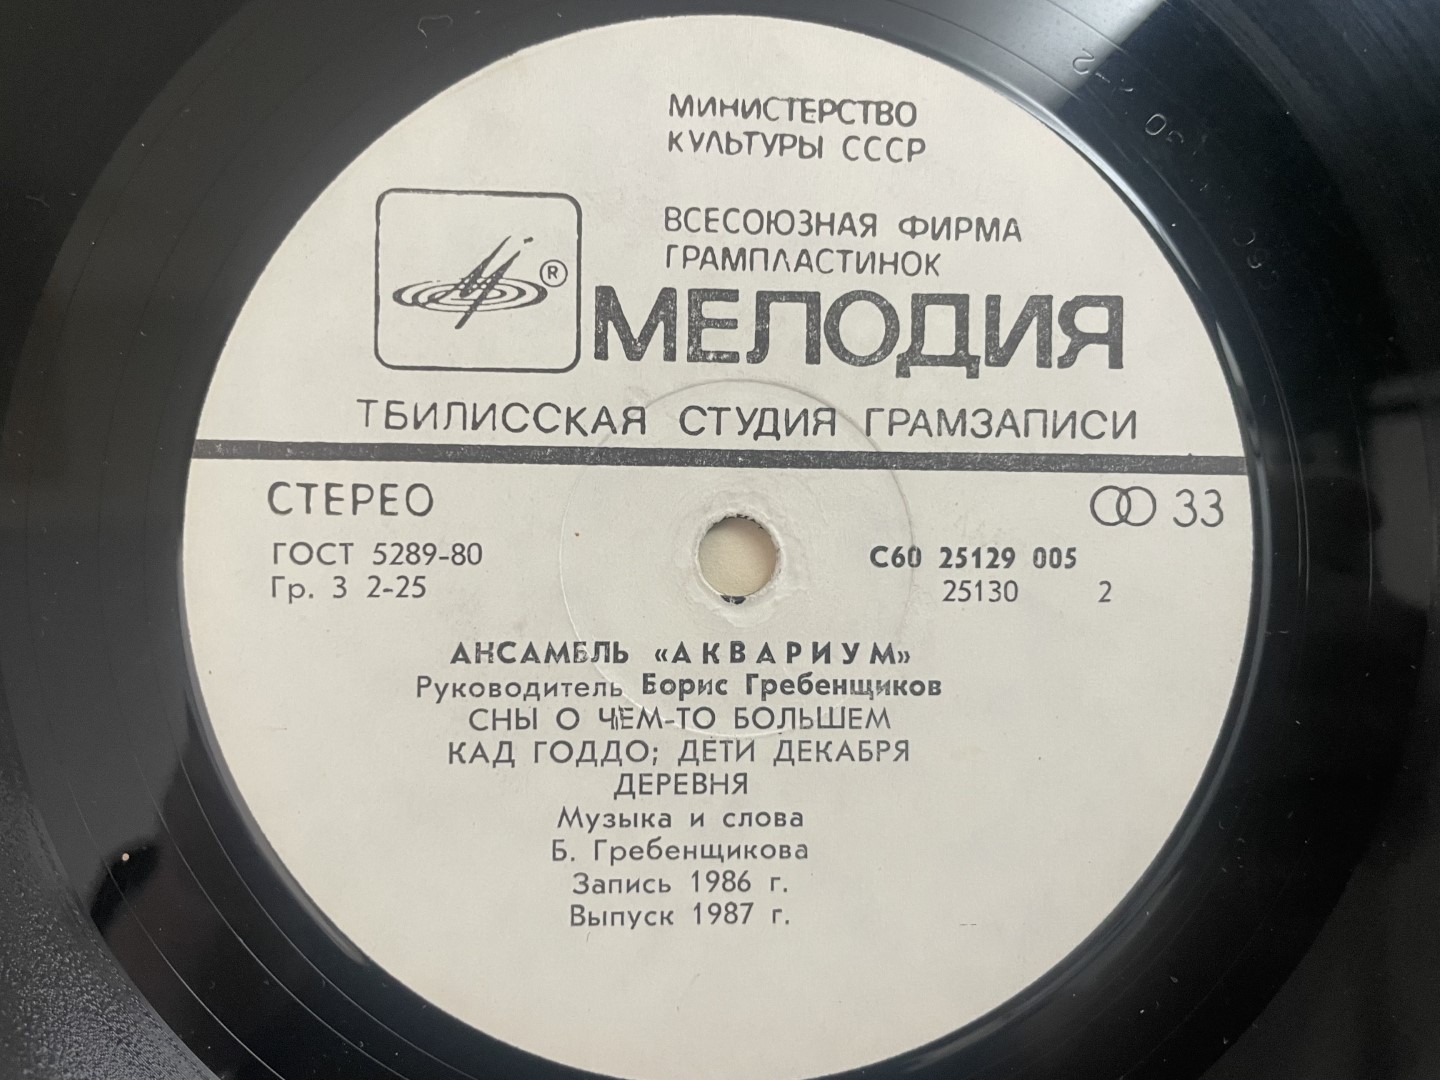 МИНИСТЕРСТВО
КУЛЬТУРЫ СССР
ВСЕСОЮЗНАЯ ФИРМА
ГРАМПЛАСТИНОК
®
МЕЛОДИЯ
ТБИЛИССКАЯ СТУДИЯ ГРАМЗАПИСИ
СТЕРЕО
33
ГОСТ 5289-80
С60 25129 005
Гр. 3 2-25
25130 2
АНСАМБЛЬ «АКВАРИУМ»
Руководитель Борис Гребенщиков
СНЫ О ЧЕМ-ТО БОЛЬШЕМ
КАД ГОДДО; ДЕТИ ДЕКАБРЯ
ДЕРЕВНЯ
Музыка и слова
Б. Гребенщикова
Запись 1986 г.
Выпуск 1987 г.